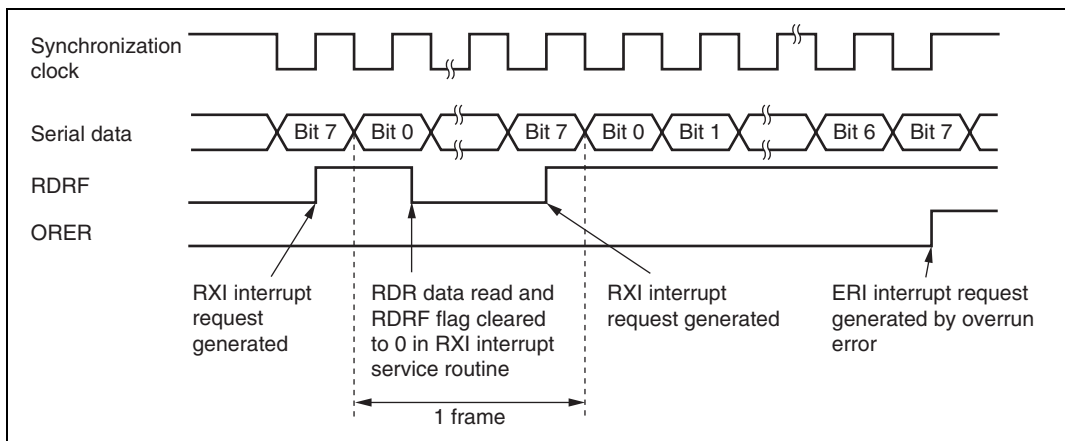 Synchronization
clock
Serial data
Bit 7
Bit 0
Bit 7
Bit 0
Bit 1
Bit 6
Bit 7
RDRF
ORER
RXI interrupt
request
generated
RDR data read and
RDRF flag cleared
to 0 in RXI interrupt
service routine
RXI interrupt
request generated
ERI interrupt request
generated by overrun
error
1 frame